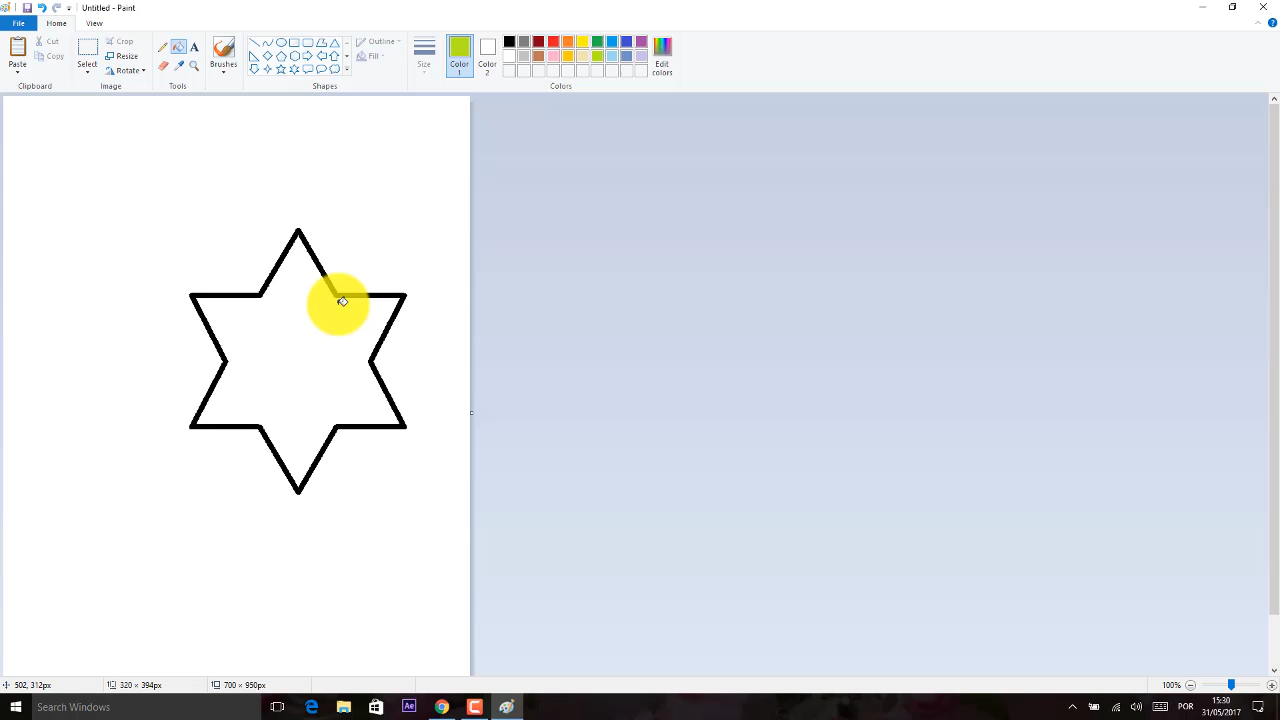 Untitled - Paint
File Home View
Paste
Cut
Copy
Clipboard
Select
Crop
Resize
Rotate
Image
A
Tools
Brushes
Outline
Fill
Shapes
Size
Color 1
Color 2
Edit colors
Colors
502, 312px 320 × 394px 700 × 950px 100%
Search Windows
Ae
POR
15:30
31/05/2017